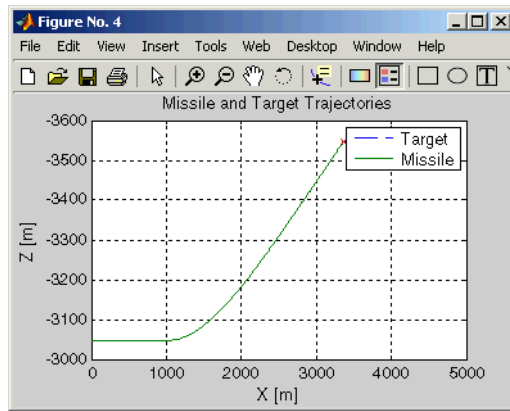 Figure No. 4
File Edit View Insert Tools Web Desktop Window Help
T
Missile and Target Trajectories
-3600
-3500
-3400
-3300
-3200
-3100
-3000
Z [m]
Target
Missile
0 1000 2000 3000 4000 5000
X [m]